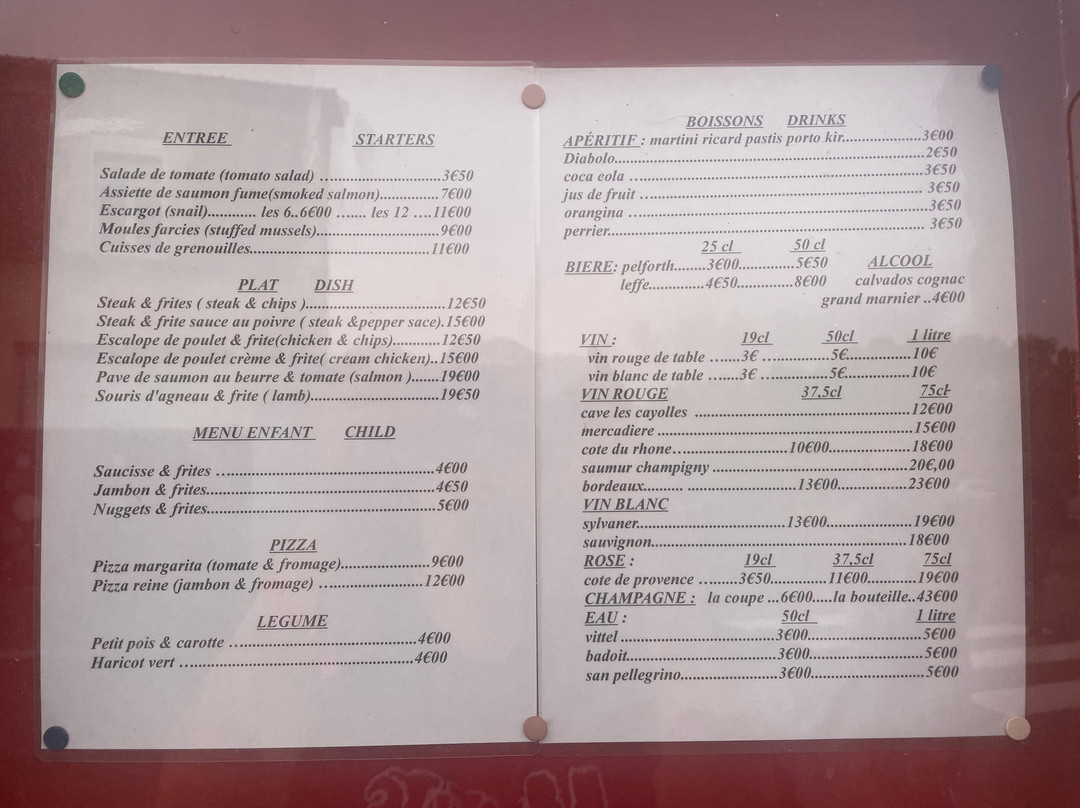 ENTREE STARTERS
Salade de tomate (tomato salad) ........................3€50
Assiette de saumon fume(smoked salmon)...............7€00
Escargot (snail)............ les 6..6€00 ....... les 12 ....11€00
Moules farcies (stuffed mussels).............................9€00
Cuisses de grenouilles...........................................11€00
PLAT DISH
Steak & frites ( steak & chips )..................................12€50
Steak & frite sauce au poivre ( steak &pepper sace).15€00
Escalope de poulet & frite(chicken & chips)............12€50
Escalope de poulet crème & frite( cream chicken)..15€00
Pave de saumon au beurre & tomate (salmon ).......19€00
Souris d'agneau & frite ( lamb)................................19€50
MENU ENFANT CHILD
Saucisse & frites .....................................................4€00
Jambon & frites........................................................4€50
Nuggets & frites........................................................5€00
PIZZA
Pizza margarita (tomate & fromage).....................9€00
Pizza reine (jambon & fromage) ..........................12€00
LEGUME
Petit pois & carotte .............................................4€00
Haricot vert .........................................................4€00
BOISSONS DRINKS
APÉRITIF : martini ricard pastis porto kir....................3€00
Diabolo.............................................................................2€50
coca cola .........................................................................3€50
jus de fruit ...................................................................... 3€50
orangina .........................................................................3€50
perrier.............................................................................. 3€50
25 cl 50 cl
BIERE: pelforth........3€00..............5€50 ALCOOL
leffe..............4€50..............8€00 calvados cognac
grand marnier ..4€00
VIN : 19cl 50cl 1 litre
vin rouge de table .......3€ .................5€................10€
vin blanc de table .......3€ .................5€................10€
VIN ROUGE 37,5cl 75cl
cave les cayolles ......................................................12€00
mercadiere ................................................................15€00
cote du rhone.............................10€00.....................18€00
saumur champigny .................................................20€,00
bordeaux.......... ............................13€00................23€00
VIN BLANC
sylvaner.....................................13€00.....................19€00
sauvignon................................................................18€00
ROSE : 19cl 37,5cl 75cl
cote de provence .........3€50..............11€00............19€00
CHAMPAGNE : la coupe ...6€00.....la bouteille..43€00
EAU : 50cl 1 litre
vittel .......................................3€00............................5€00
badoit......................................3€00............................5€00
san pellegrino........................3€00............................5€00